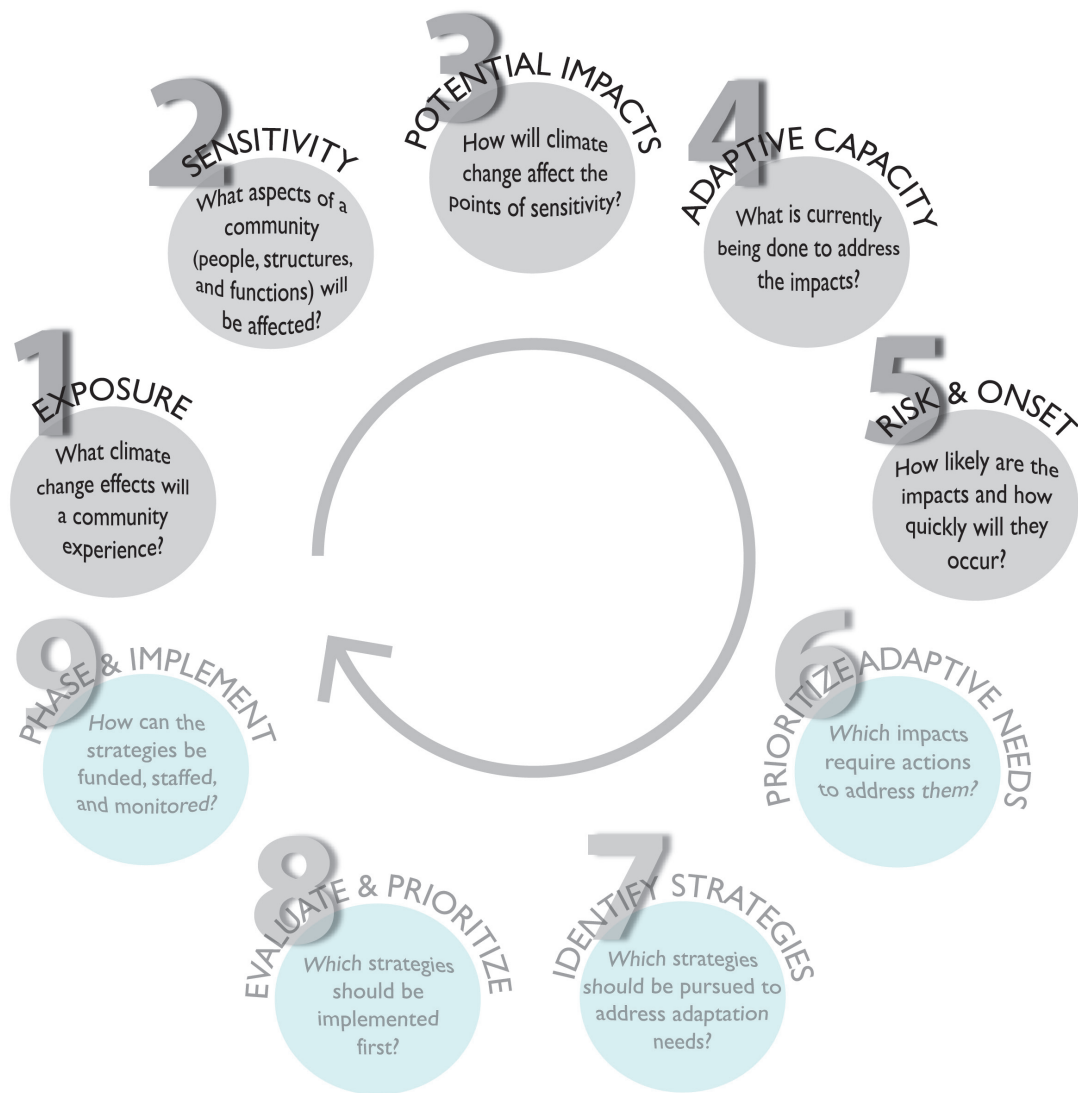 1
EXPOSURE
What climate
change effects will
a community
experience?
2
SENSITIVITY
What aspects of a
community
(people, structures,
and functions) will
be affected?
3
POTENTIAL IMPACTS
How will climate
change affect the
points of sensitivity?
4
ADAPTIVE CAPACITY
What is currently
being done to address
the impacts?
5
RISK & ONSET
How likely are the
impacts and how
quickly will they
occur?
6
PRIORITIZE ADAPTIVE NEEDS
Which impacts
require actions
to address them?
7
IDENTIFY STRATEGIES
Which strategies
should be pursued to
address adaptation
needs?
8
EVALUATE & PRIORITIZE
Which strategies
should be
implemented
first?
9
PHASE & IMPLEMENT
How can the
strategies be
funded, staffed,
and monitored?